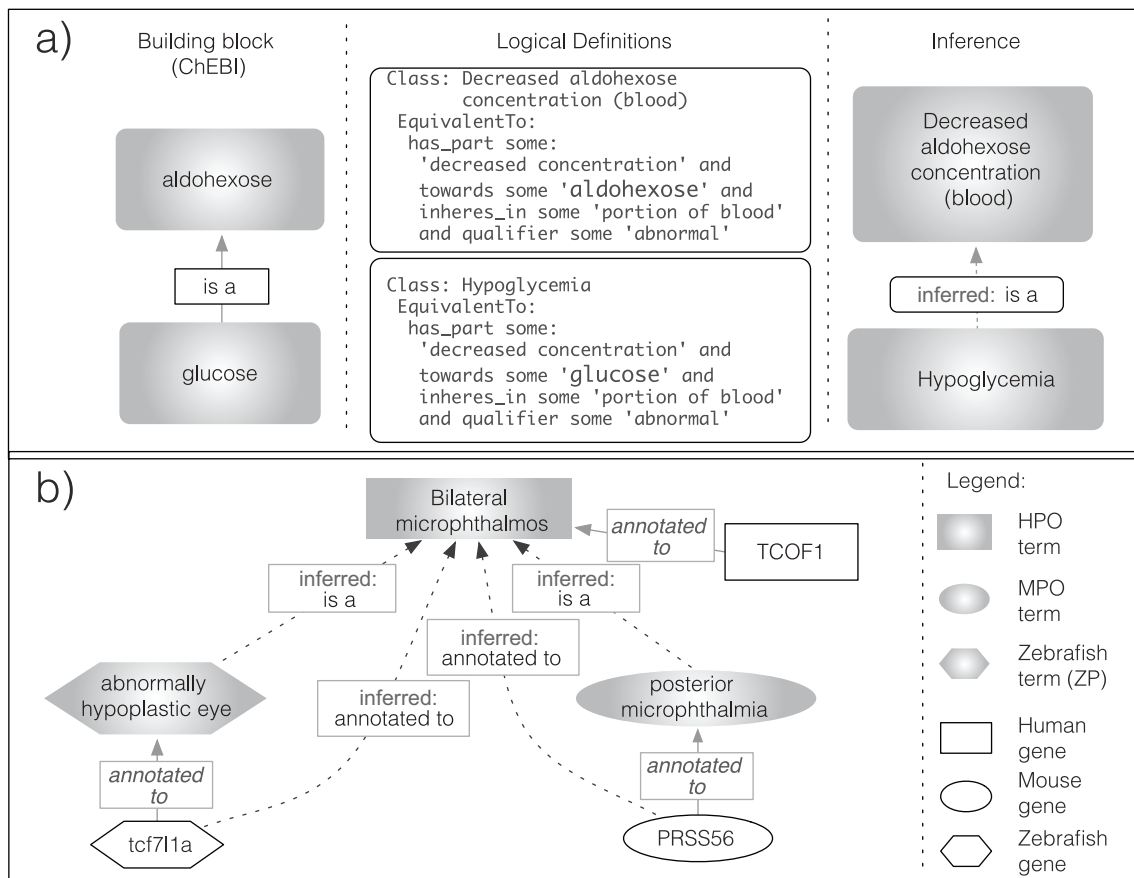 a)
Building block
(ChEBI)
aldohexose
is a
glucose
Logical Definitions
Class: Decreased aldohexose
concentration (blood)
EquivalentTo:
has_part some:
'decreased concentration' and
towards some 'aldohexose' and
inheres_in some 'portion of blood'
and qualifier some 'abnormal'
Class: Hypoglycemia
EquivalentTo:
has_part some:
'decreased concentration' and
towards some 'glucose' and
inheres_in some 'portion of blood'
and qualifier some 'abnormal'
Inference
Decreased
aldohexose
concentration
(blood)
inferred: is a
Hypoglycemia
b)
Bilateral
microphthalmos
annotated
to
TCOF1
inferred:
is a
inferred:
is a
inferred:
annotated to
inferred:
annotated to
abnormally
hypoplastic eye
posterior
microphthalmia
annotated
to
annotated
to
tcf7l1a
PRSS56
Legend:
HPO
term
MPO
term
Zebrafish
term (ZP)
Human
gene
Mouse
gene
Zebrafish
gene